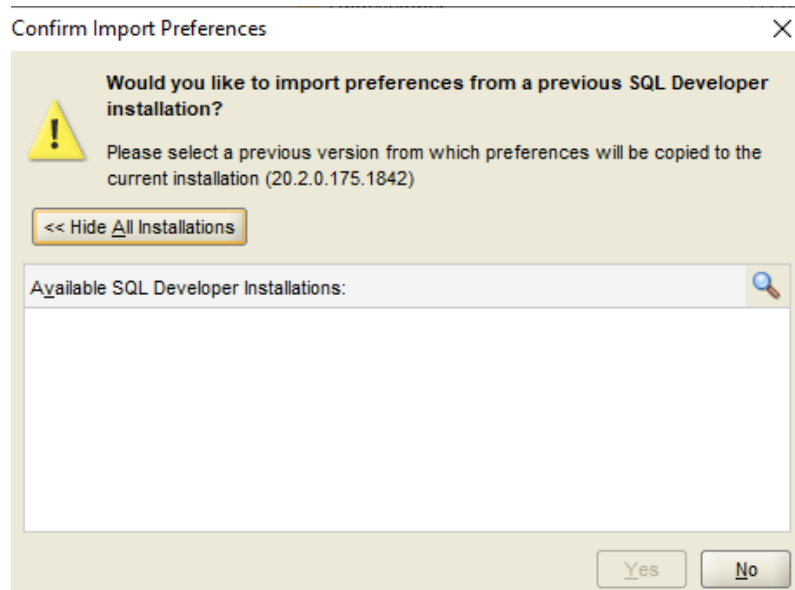 Confirm Import Preferences
Would you like to import preferences from a previous SQL Developer
installation?
Please select a previous version from which preferences will be copied to the
current installation (20.2.0.175.1842)
<< Hide All Installations
Available SQL Developer Installations:
Yes
No